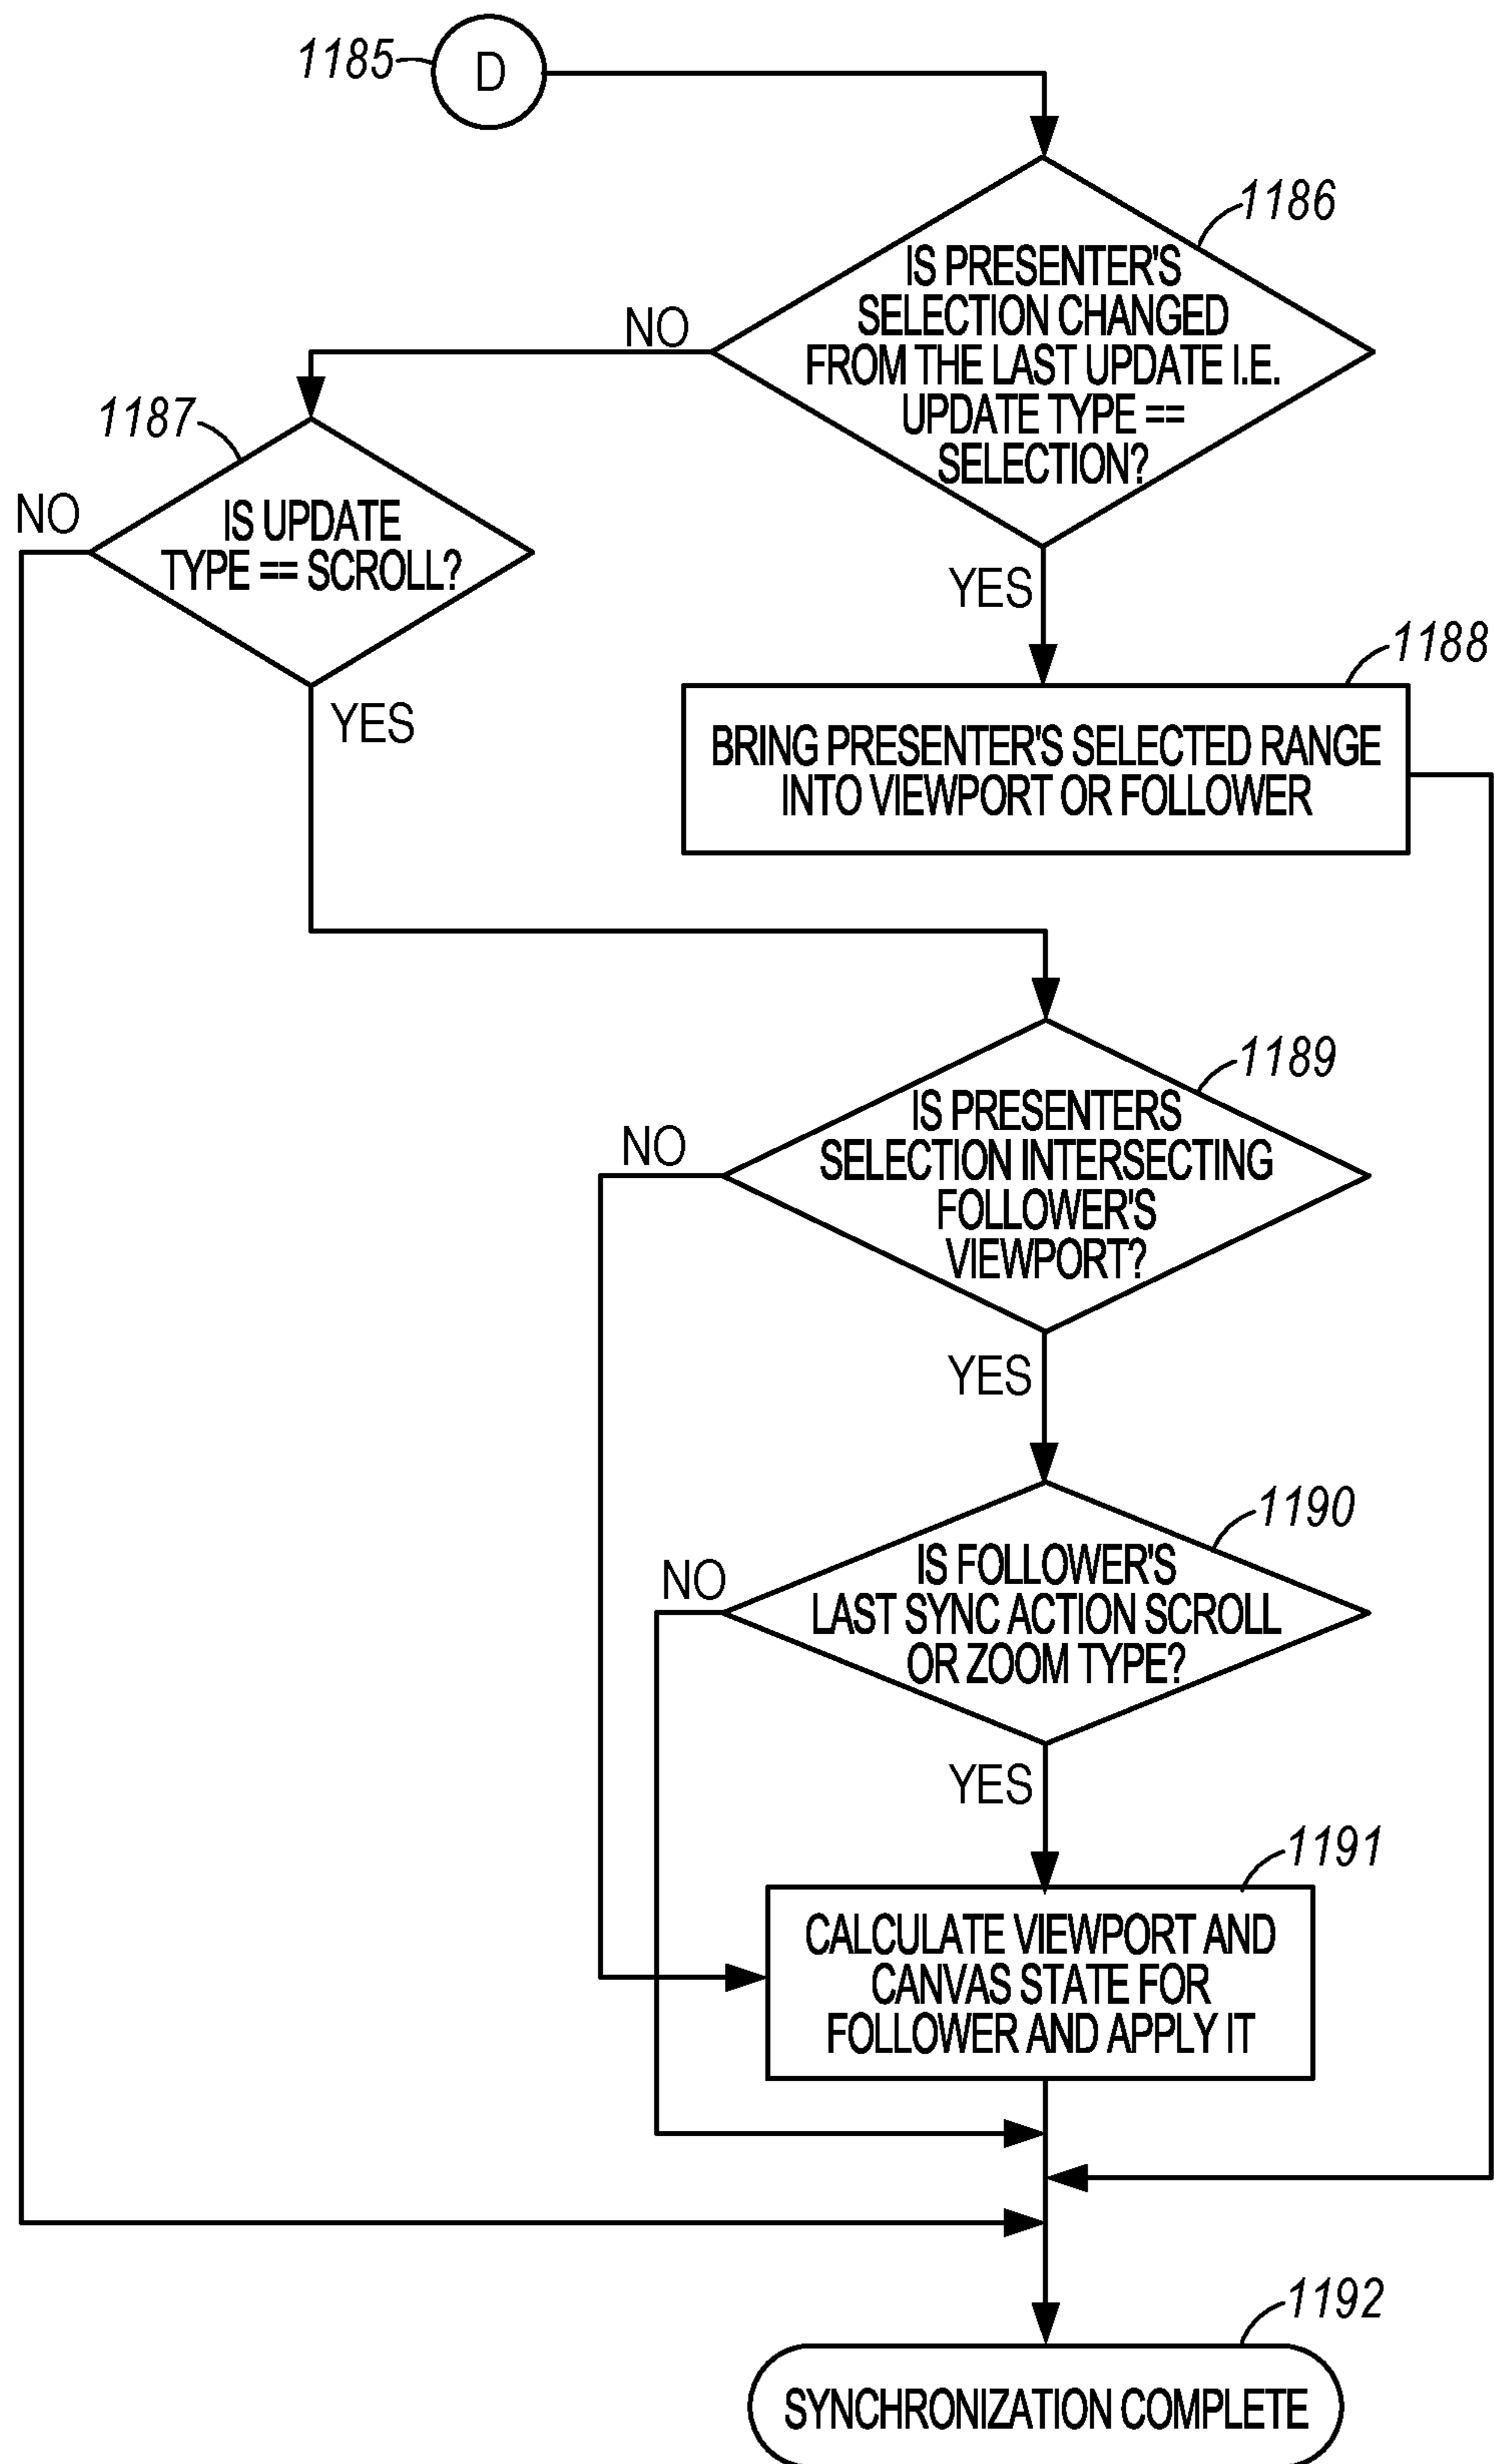 1185
D
1186
IS PRESENTER'S
SELECTION CHANGED
FROM THE LAST UPDATE I.E.
UPDATE TYPE ==
SELECTION?
NO
1187
NO
IS UPDATE
TYPE == SCROLL?
YES
YES
1188
BRING PRESENTER'S SELECTED RANGE
INTO VIEWPORT OR FOLLOWER
1189
IS PRESENTERS
SELECTION INTERSECTING
FOLLOWER'S
VIEWPORT?
NO
YES
1190
IS FOLLOWER'S
LAST SYNC ACTION SCROLL
OR ZOOM TYPE?
NO
YES
1191
CALCULATE VIEWPORT AND
CANVAS STATE FOR
FOLLOWER AND APPLY IT
1192
SYNCHRONIZATION COMPLETE